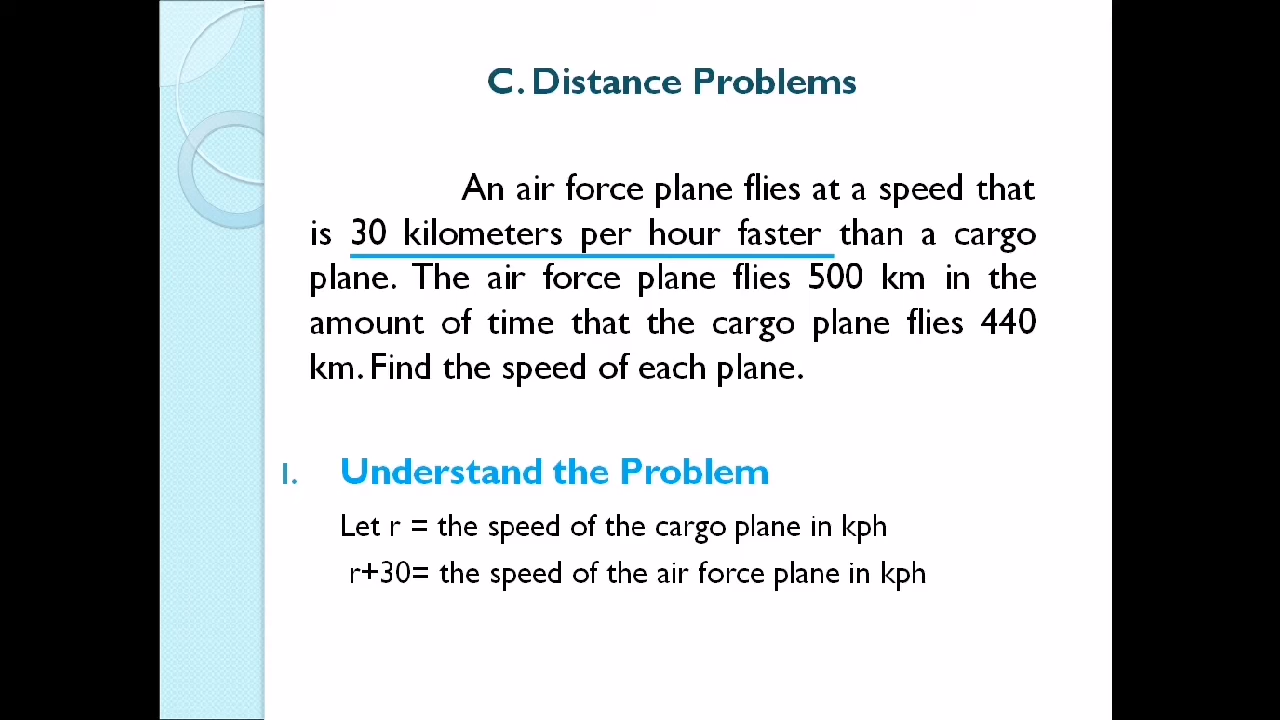 C. Distance Problems
An air force plane flies at a speed that
is 30 kilometers per hour faster than a cargo
plane. The air force plane flies 500 km in the
amount of time that the cargo plane flies 440
km. Find the speed of each plane.
I. Understand the Problem
Let r = the speed of the cargo plane in kph
r+30= the speed of the air force plane in kph